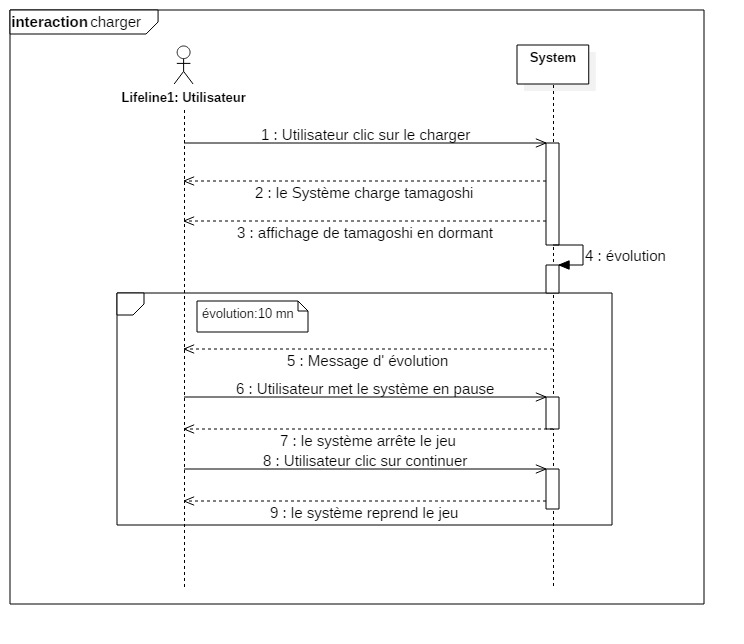 interaction charger
System
Lifeline1: Utilisateur
1 : Utilisateur clic sur le charger
2 : le Système charge tamagoshi
3 : affichage de tamagoshi en dormant
4 : évolution
évolution:10 mn
5 : Message d' évolution
6 : Utilisateur met le système en pause
7 : le système arrête le jeu
8 : Utilisateur clic sur continuer
9 : le système reprend le jeu